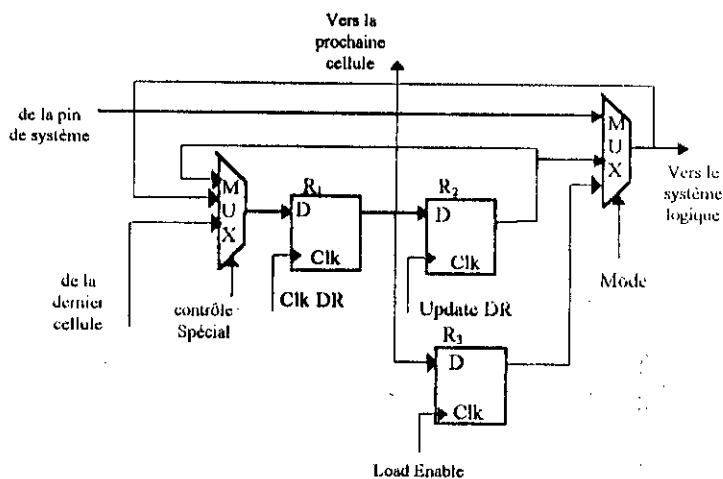 Vers la
prochaine
cellule
de la pin
de système
M
U
X
Vers le
système
logique
Mode
M
U
X
R₁
D
Clk
R₂
D
Clk
de la
dernier
cellule
contrôle
Spécial
Clk DR
Update DR
R₃
D
Clk
Load Enable